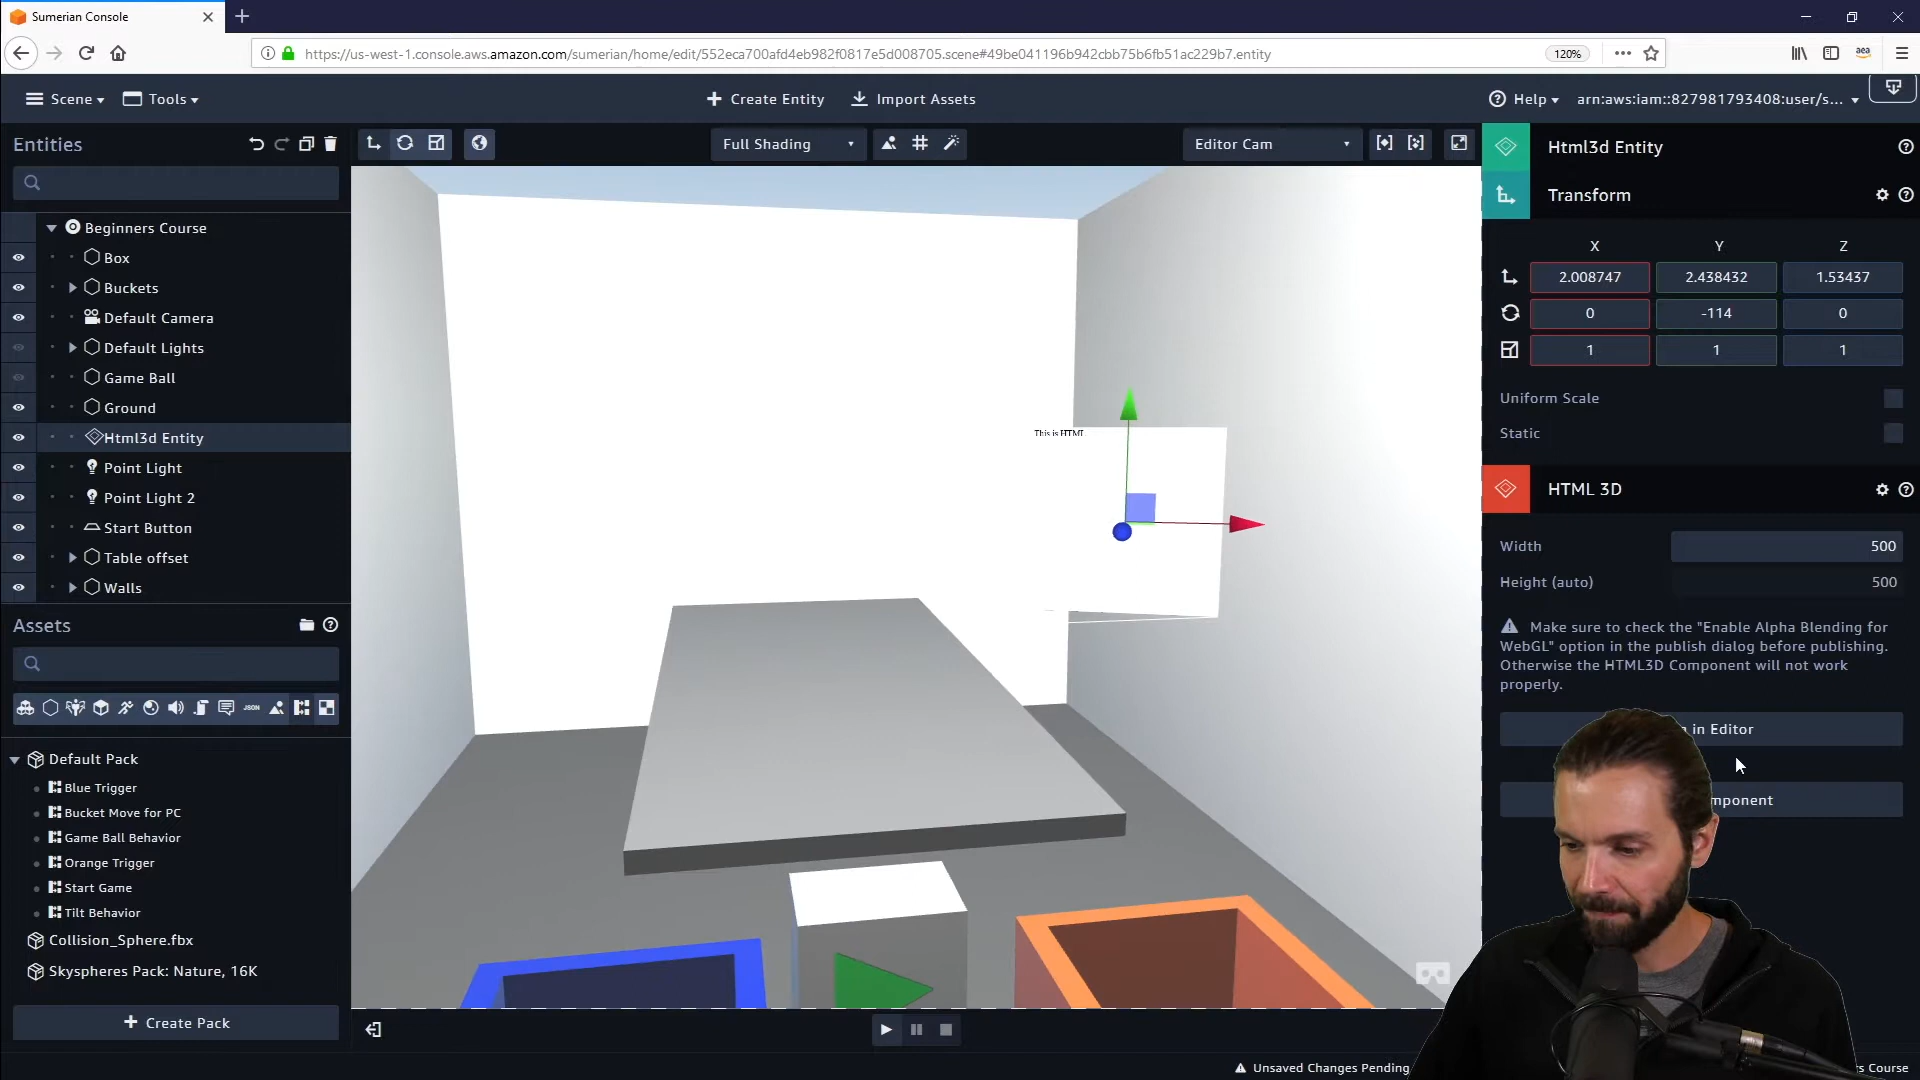 Sumerian Console
https://us-west-1.console.aws.amazon.com/sumerian/home/edit/552eca700afd4eb982f0817e5d008705.scene#49be041196b942cbb75b6fb51ac229b7.entity
120%
aea
Scene
Tools
Create Entity
Import Assets
Help
arn:aws:iam::827981793408:user/s...
Entities
Full Shading
Editor Cam
Beginners Course
Box
Buckets
Default Camera
Default Lights
Game Ball
Ground
Html3d Entity
Point Light
Point Light 2
Start Button
Table offset
Walls
Assets
JSON
Default Pack
Blue Trigger
Bucket Move for PC
Game Ball Behavior
Orange Trigger
Start Game
Tilt Behavior
Collision_Sphere.fbx
Skyspheres Pack: Nature, 16K
Create Pack
This is HTML
Html3d Entity
Transform
X Y Z
2.008747 2.438432 1.53437
0 -114 0
1 1 1
Uniform Scale
Static
HTML 3D
Width 500
Height (auto) 500
Make sure to check the "Enable Alpha Blending for
WebGL" option in the publish dialog before publishing.
Otherwise the HTML3D Component will not work
properly.
in Editor
Unsaved Changes Pending
Course